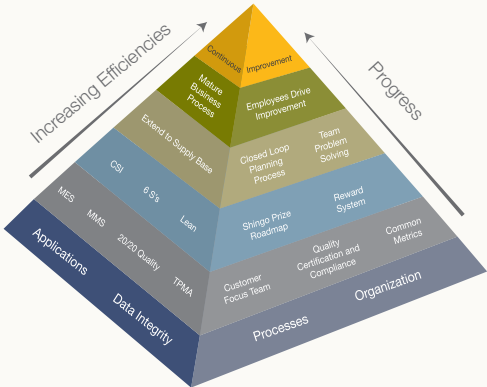 Increasing Efficiencies
Progress
Continuous
Improvement
Mature
Business
Process
Employees Drive
Improvement
Extend to Supply Base
Closed Loop
Planning
Process
Team
Problem
Solving
CSI
6 S's
Lean
Shingo Prize
Roadmap
Reward
System
MES
MMS
20/20 Quality
TPMA
Customer
Focus Team
Quality
Certification and
Compliance
Common
Metrics
Applications
Data Integrity
Processes
Organization